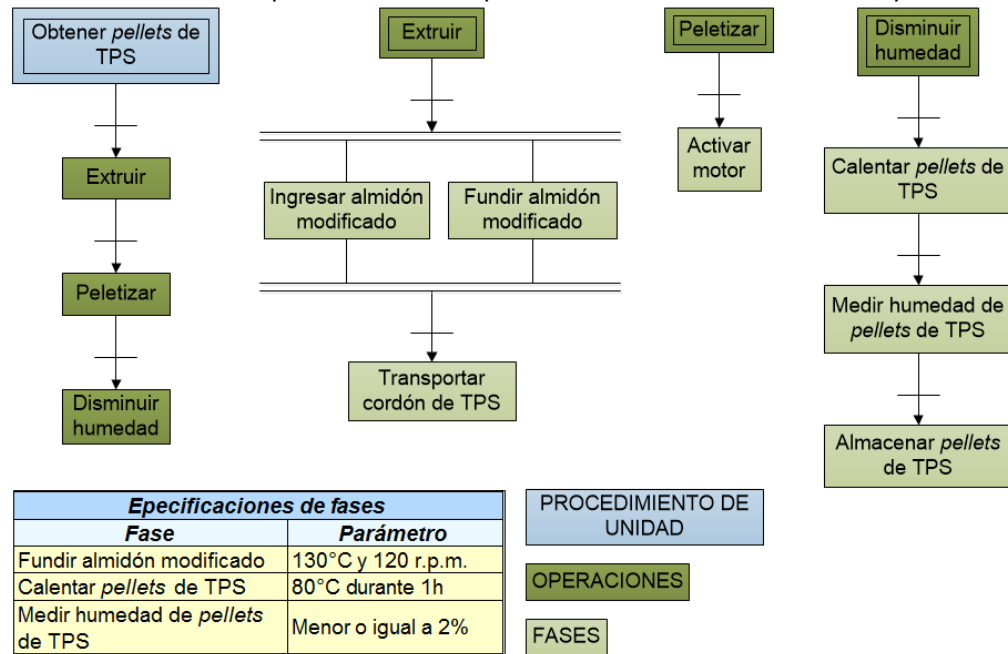 Obtener pellets de
TPS
Extruir
Peletizar
Disminuir
humedad
Extruir
Ingresar almidón
modificado
Fundir almidón
modificado
Transportar
cordón de TPS
Peletizar
Activar
motor
Disminuir
humedad
Calentar pellets de
TPS
Medir humedad de
pellets de TPS
Almacenar pellets
de TPS
Epecificaciones de fases
Fase Parámetro
Fundir almidón modificado 130°C y 120 r.p.m.
Calentar pellets de TPS 80°C durante 1h
Medir humedad de pellets
de TPS
Menor o igual a 2%
PROCEDIMIENTO DE
UNIDAD
OPERACIONES
FASES